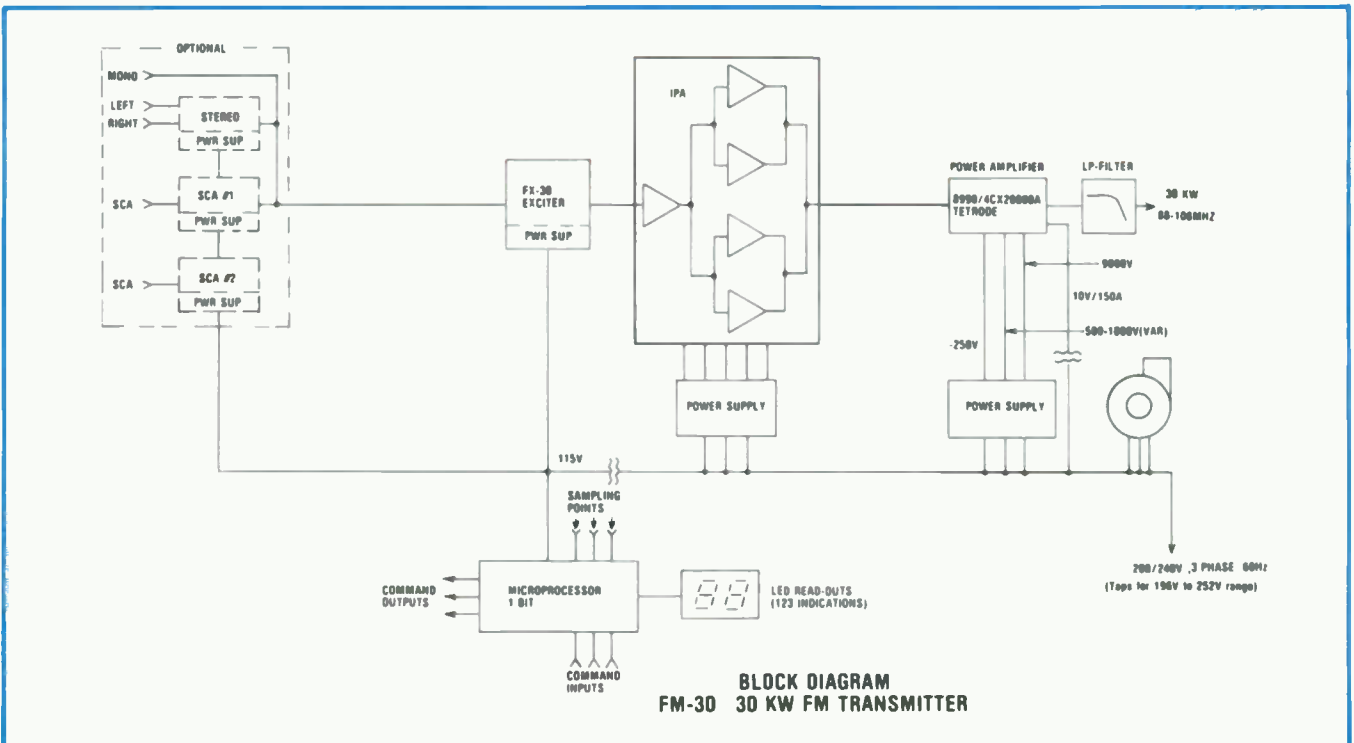 OPTIONAL
MONO
LEFT
RIGHT
STEREO
PWR SUP
SCA
SCA #1
PWR SUP
SCA
SCA #2
PWR SUP
FX-30
EXCITER
PWR SUP
IPA
POWER SUPPLY
POWER AMPLIFIER
8990/4CX20000A
TETRODE
LP-FILTER
30 KW
88-108MHZ
9000V
10V/150A
500-1000V(VAR)
-250V
POWER SUPPLY
115V
SAMPLING
POINTS
COMMAND
OUTPUTS
MICROPROCESSOR
1 BIT
88
LED READ-OUTS
(123 INDICATIONS)
COMMAND
INPUTS
200/240V ,3 PHASE 60Hz
(Taps for 196V to 252V range)
BLOCK DIAGRAM
FM-30 30 KW FM TRANSMITTER